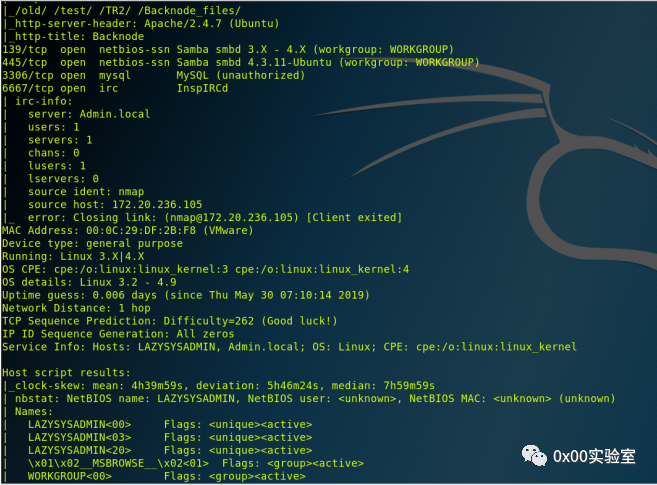 |_/old/ /test/ /TR2/ /Backnode_files/
|_http-server-header: Apache/2.4.7 (Ubuntu)
|_http-title: Backnode
139/tcp  open  netbios-ssn Samba smbd 3.X - 4.X (workgroup: WORKGROUP)
445/tcp  open  netbios-ssn Samba smbd 4.3.11-Ubuntu (workgroup: WORKGROUP)
3306/tcp open  mysql       MySQL (unauthorized)
6667/tcp open  irc         InspIRCd
| irc-info:
|   server: Admin.local
|   users: 1
|   servers: 1
|   chans: 0
|   lusers: 1
|   lservers: 0
|   source ident: nmap
|   source host: 172.20.236.105
|_  error: Closing link: (nmap@172.20.236.105) [Client exited]
MAC Address: 00:0C:29:DF:2B:F8 (VMware)
Device type: general purpose
Running: Linux 3.X|4.X
OS CPE: cpe:/o:linux:linux_kernel:3 cpe:/o:linux:linux_kernel:4
OS details: Linux 3.2 - 4.9
Uptime guess: 0.006 days (since Thu May 30 07:10:14 2019)
Network Distance: 1 hop
TCP Sequence Prediction: Difficulty=262 (Good luck!)
IP ID Sequence Generation: All zeros
Service Info: Hosts: LAZYSYSADMIN, Admin.local; OS: Linux; CPE: cpe:/o:linux:linux_kernel
Host script results:
|_clock-skew: mean: 4h39m59s, deviation: 5h46m24s, median: 7h59m59s
| nbstat: NetBIOS name: LAZYSYSADMIN, NetBIOS user: <unknown>, NetBIOS MAC: <unknown> (unknown)
| Names:
|   LAZYSYSADMIN<00>     Flags: <unique><active>
|   LAZYSYSADMIN<03>     Flags: <unique><active>
|   LAZYSYSADMIN<20>     Flags: <unique><active>
|   \x01\x02__MSBROWSE__\x02<01>  Flags: <group><active>
|   WORKGROUP<00>        Flags: <group><active>
0x00实验室